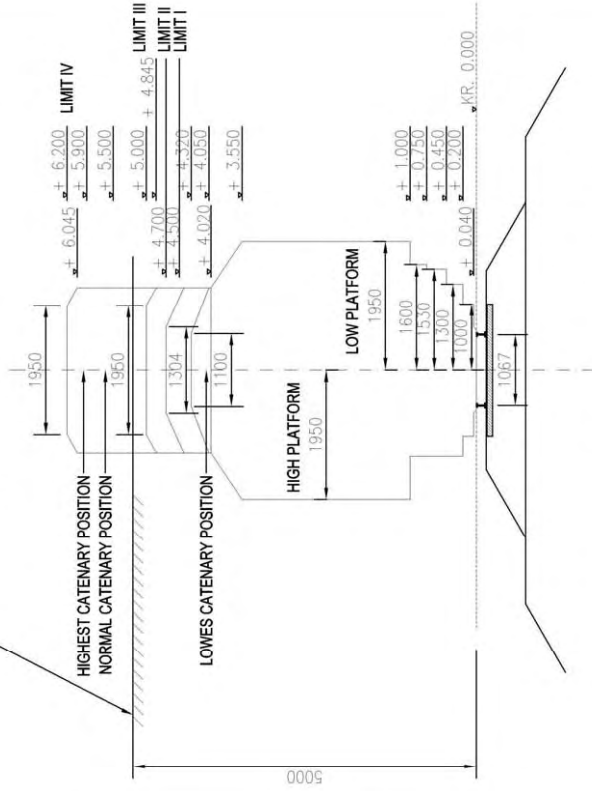 LIMIT IV
+ 6.200
+ 6.045
+ 5.900
+ 5.500
LIMIT III
+ 5.000
+ 4.845
LIMIT II
LIMIT I
+ 4.700
+ 4.500
+ 4.320
+ 4.050
+ 4.020
+ 3.550
1950
HIGHEST CATENARY POSITION
NORMAL CATENARY POSITION
1950
1304
1100
LOWES CATENARY POSITION
HIGH PLATFORM
1950
LOW PLATFORM
1950
1600
1530
1300
1000
+ 1.000
+ 0.750
+ 0.450
+ 0.200
+ 0.040
KR. 0.000
1067
5000